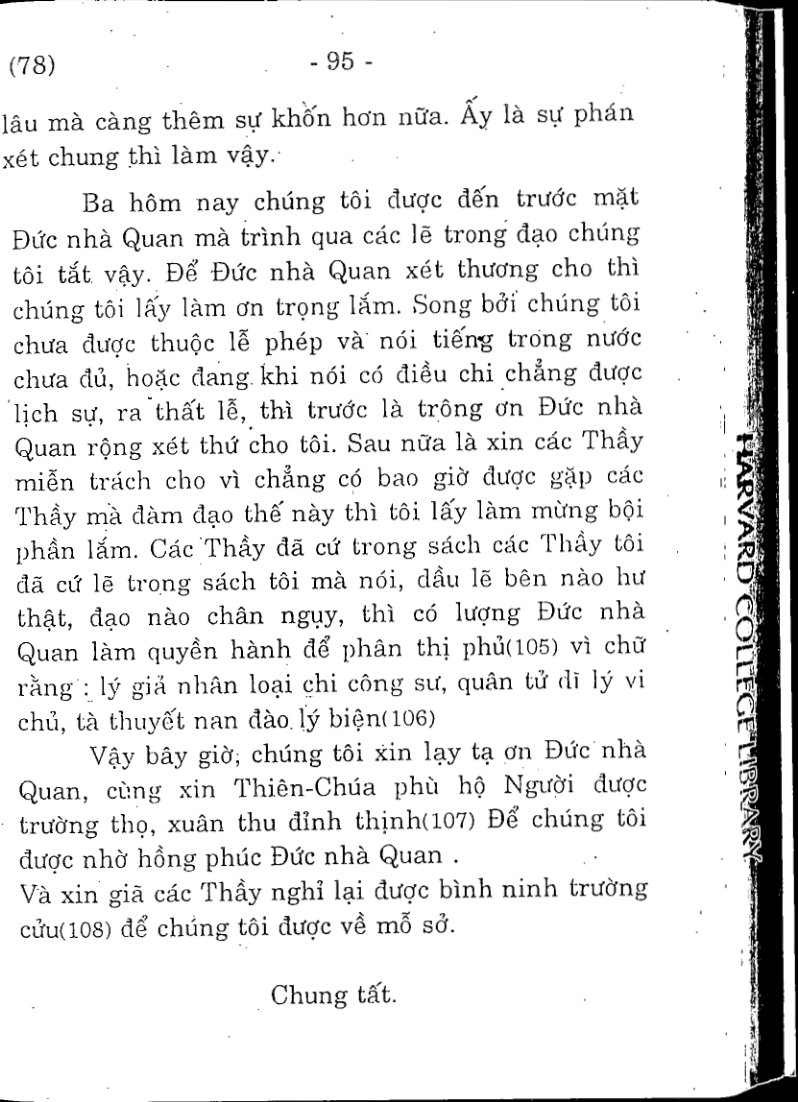 (78) - 95 -
lâu mà càng thêm sự khốn hơn nữa. Ấy là sự phán
xét chung thì làm vậy.
Ba hôm nay chúng tôi được đến trước mặt
Đức nhà Quan mà trình qua các lẽ trong đạo chúng
tôi tắt vậy. Để Đức nhà Quan xét thương cho thì
chúng tôi lấy làm ơn trọng lắm. Song bởi chúng tôi
chưa được thuộc lễ phép và nói tiếng trong nước
chưa đủ, hoặc đang khi nói có điều chi chẳng được
lịch sự, ra thất lễ, thì trước là trông ơn Đức nhà
Quan rộng xét thứ cho tôi. Sau nữa là xin các Thầy
miễn trách cho vì chẳng có bao giờ được gặp các
Thầy mà đàm đạo thế này thì tôi lấy làm mừng bội
phần lắm. Các Thầy đã cứ trong sách các Thầy tôi
đã cứ lẽ trong sách tôi mà nói, dầu lẽ bên nào hư
thật, đạo nào chân ngụy, thì có lượng Đức nhà
Quan làm quyền hành để phân thị phủ(105) vì chữ
rằng : lý giả nhân loại chi công sư, quân tử dĩ lý vi
chủ, tà thuyết nan đào lý biện(106)
Vậy bây giờ, chúng tôi xin lạy tạ ơn Đức nhà
Quan, cùng xin Thiên-Chúa phù hộ Người được
trường thọ, xuân thu đỉnh thịnh(107) Để chúng tôi
được nhờ hồng phúc Đức nhà Quan .
Và xin giã các Thầy nghỉ lại được bình ninh trường
cửu(108) để chúng tôi được về mỗ sở.
Chung tất.
HARVARD COLLEGE LIBRARY